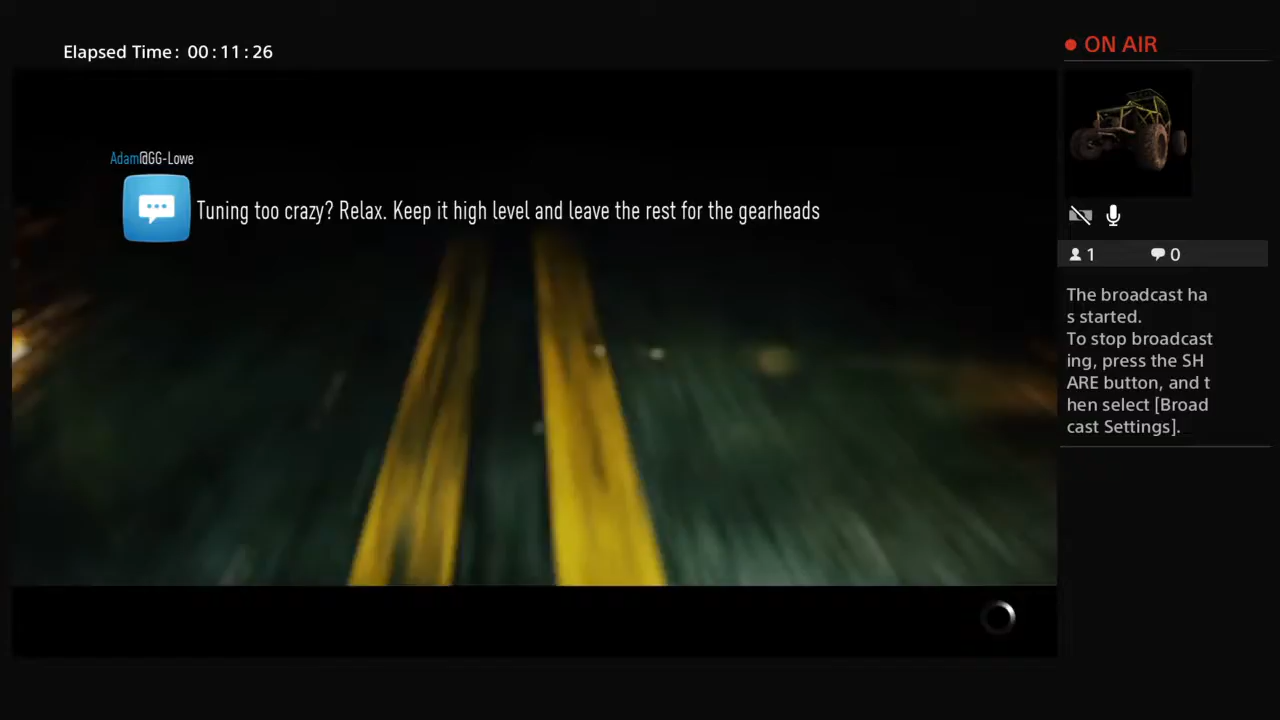 Elapsed Time: 00:11:26
ON AIR
Adam@GG-Lowe
Tuning too crazy? Relax. Keep it high level and leave the rest for the gearheads
1 0
The broadcast ha
s started.
To stop broadcast
ing, press the SH
ARE button, and t
hen select [Broad
cast Settings].